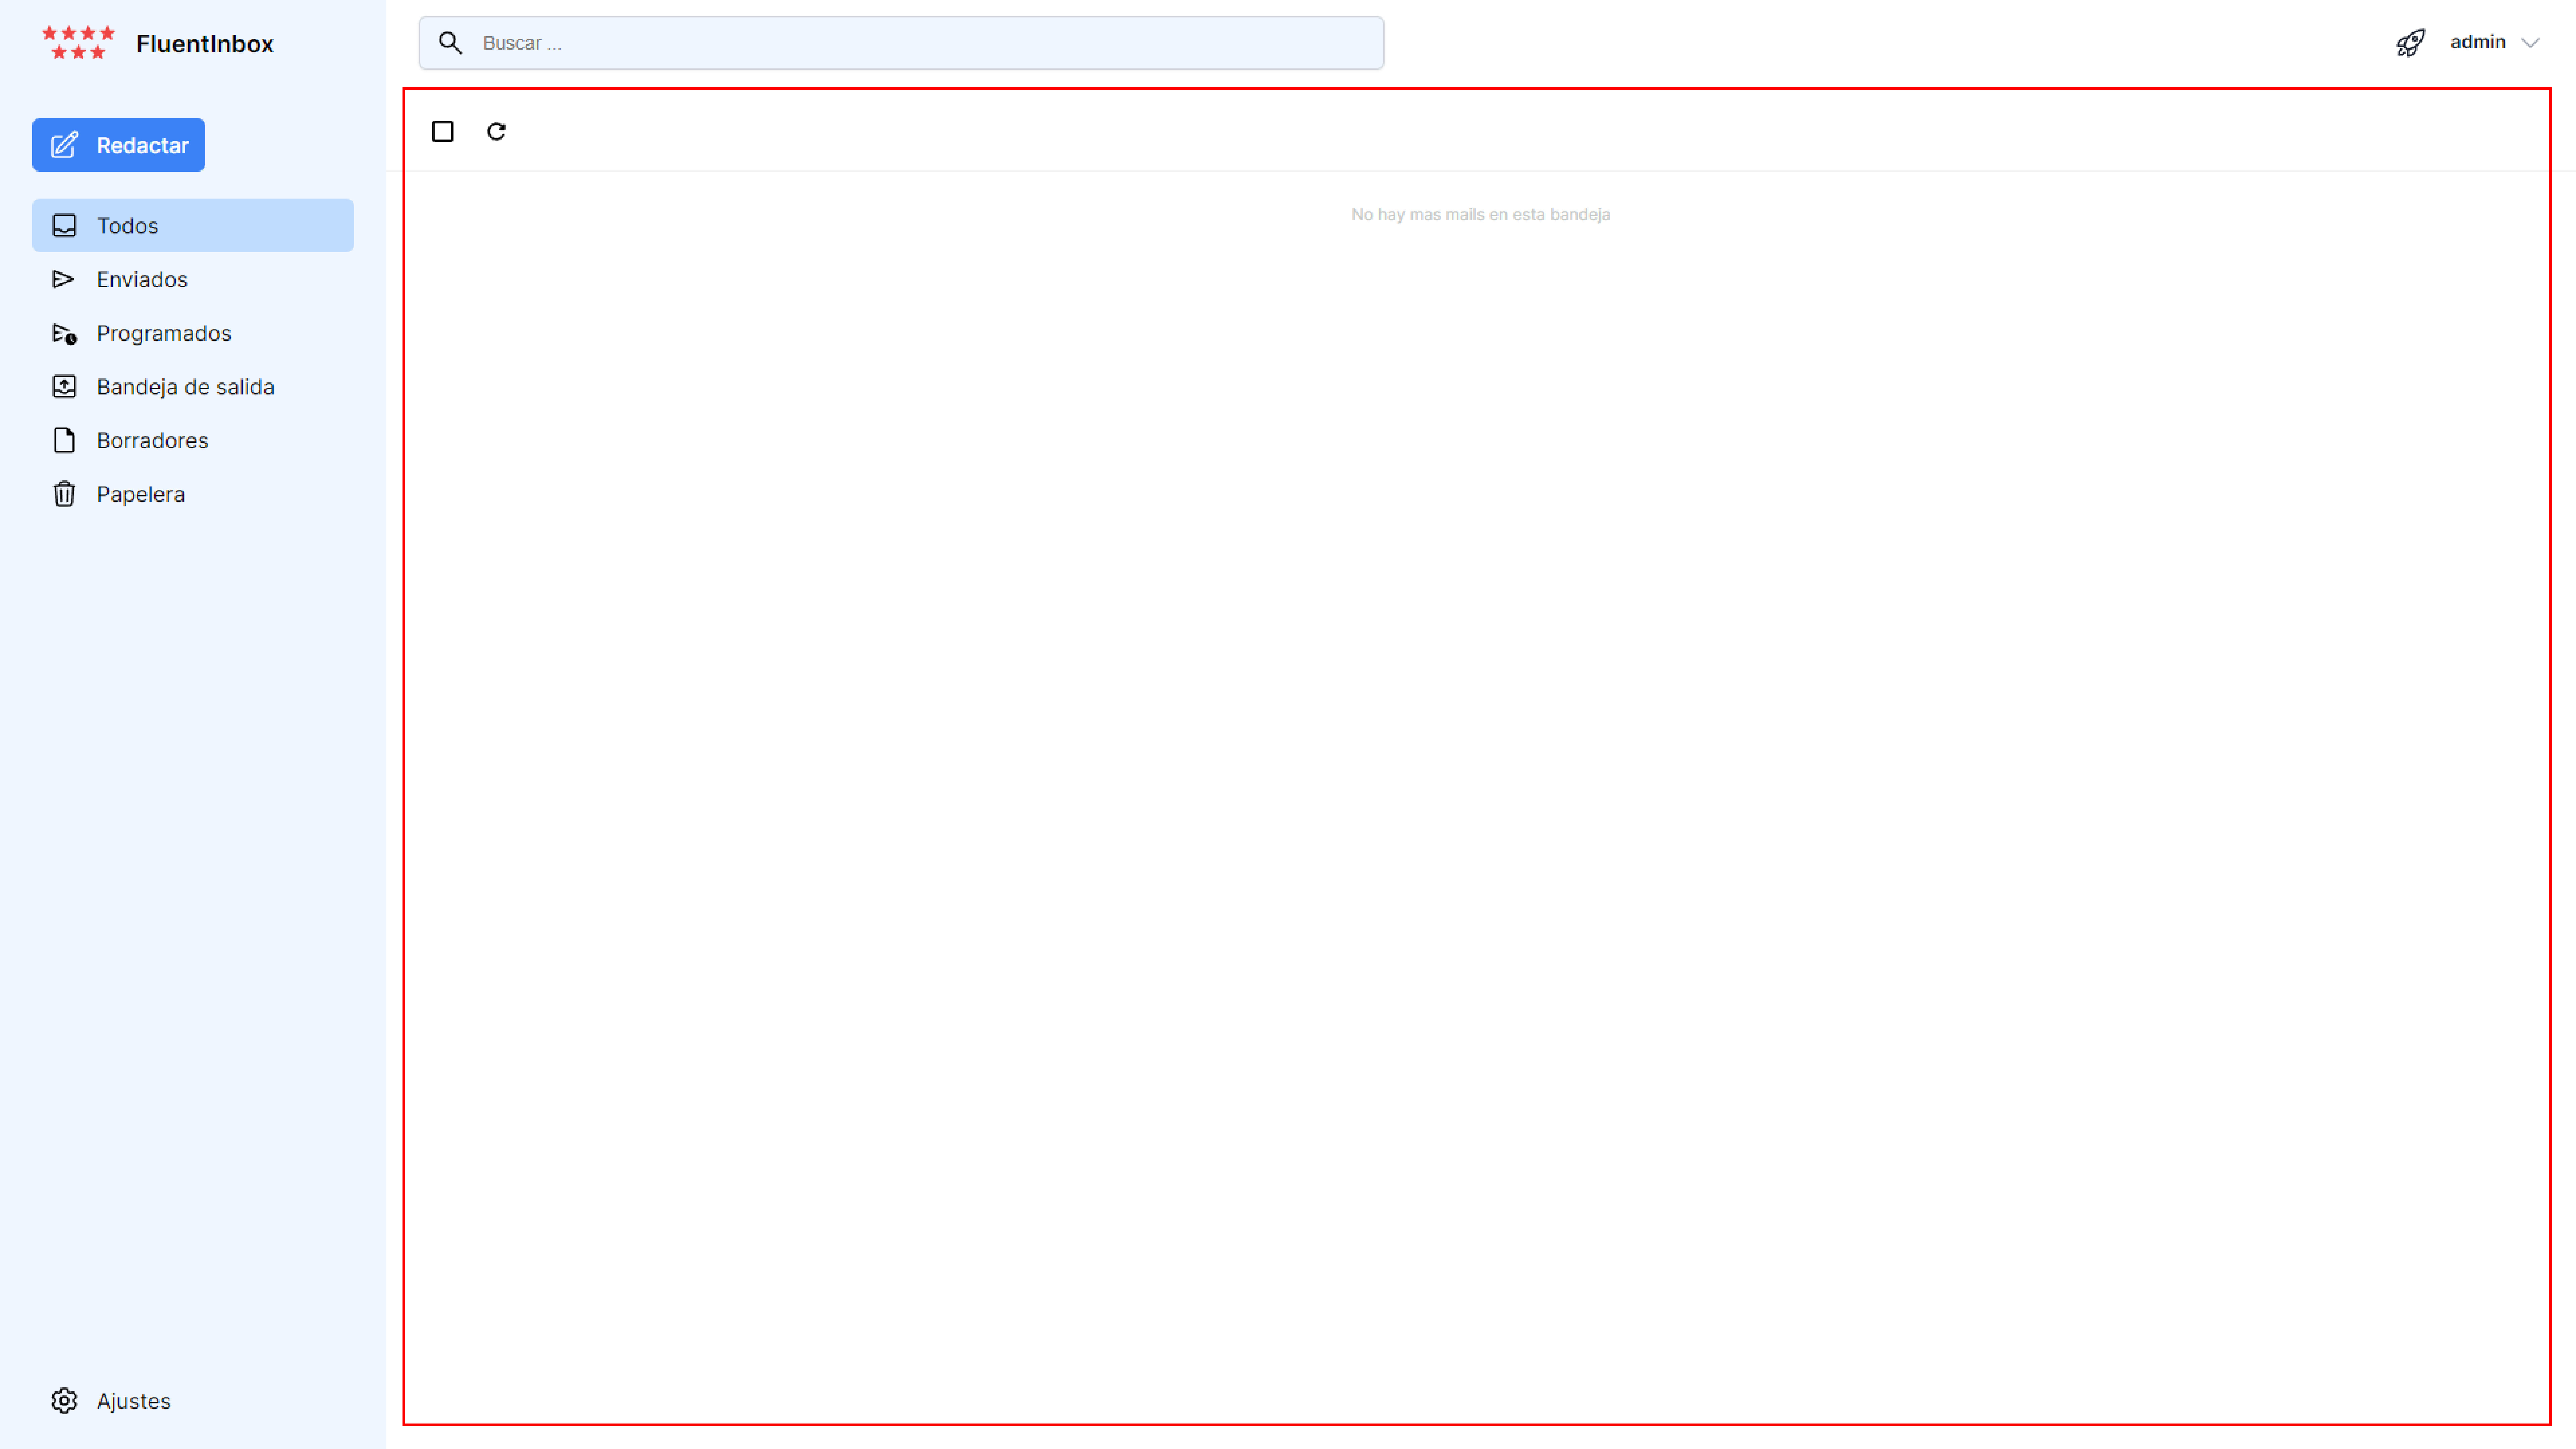 FluentInbox
Buscar ...
admin
Redactar
Todos
Enviados
Programados
Bandeja de salida
Borradores
Papelera
Ajustes
No hay mas mails en esta bandeja